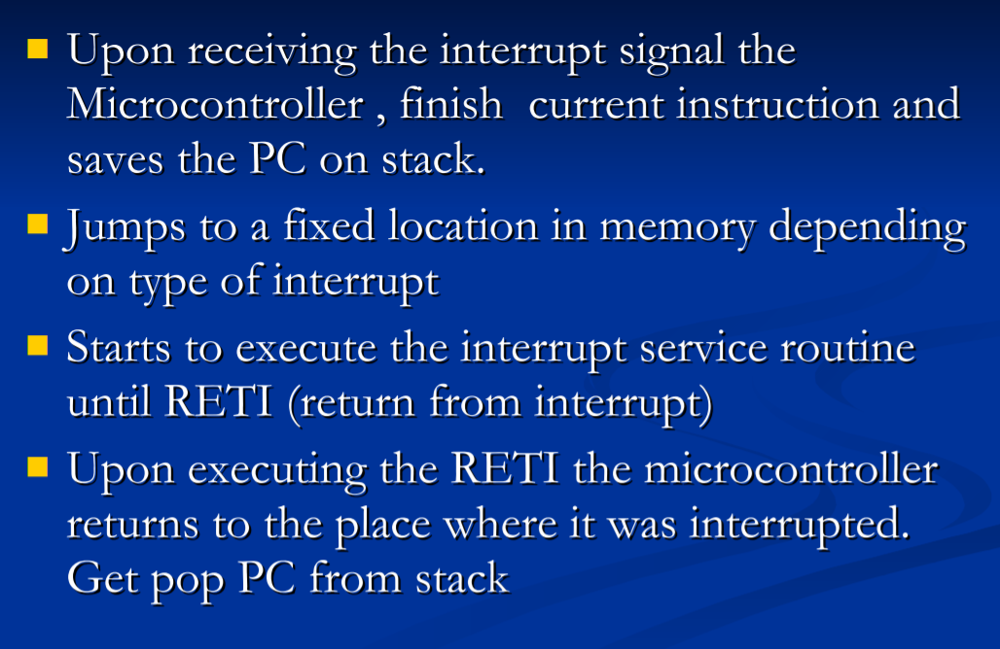 Upon receiving the interrupt signal the
Microcontroller , finish  current instruction and
saves the PC on stack.
Jumps to a fixed location in memory depending
on type of interrupt
Starts to execute the interrupt service routine
until RETI (return from interrupt)
Upon executing the RETI the microcontroller
returns to the place where it was interrupted.
Get pop PC from stack